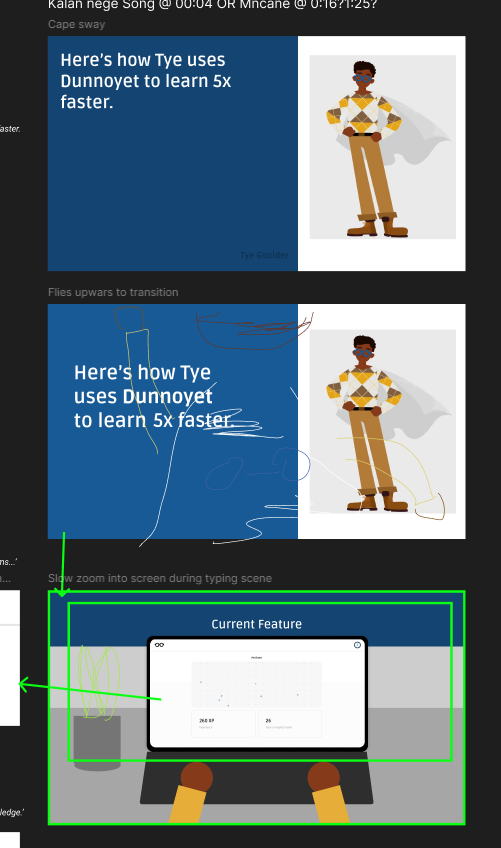 Kalan nege Song @ 00:04 OR Mncane @ 0:16?1:25?
Cape sway
Here's how Tye uses
Dunnoyet to learn 5x
faster.
aster.
Tye Goulder
Flies upwars to transition
Here's how Tye
uses Dunnoyet
to learn 5x faster.
ns...'
n...
Slow zoom into screen during typing scene
Current Feature
260 XP
26
ledge.'